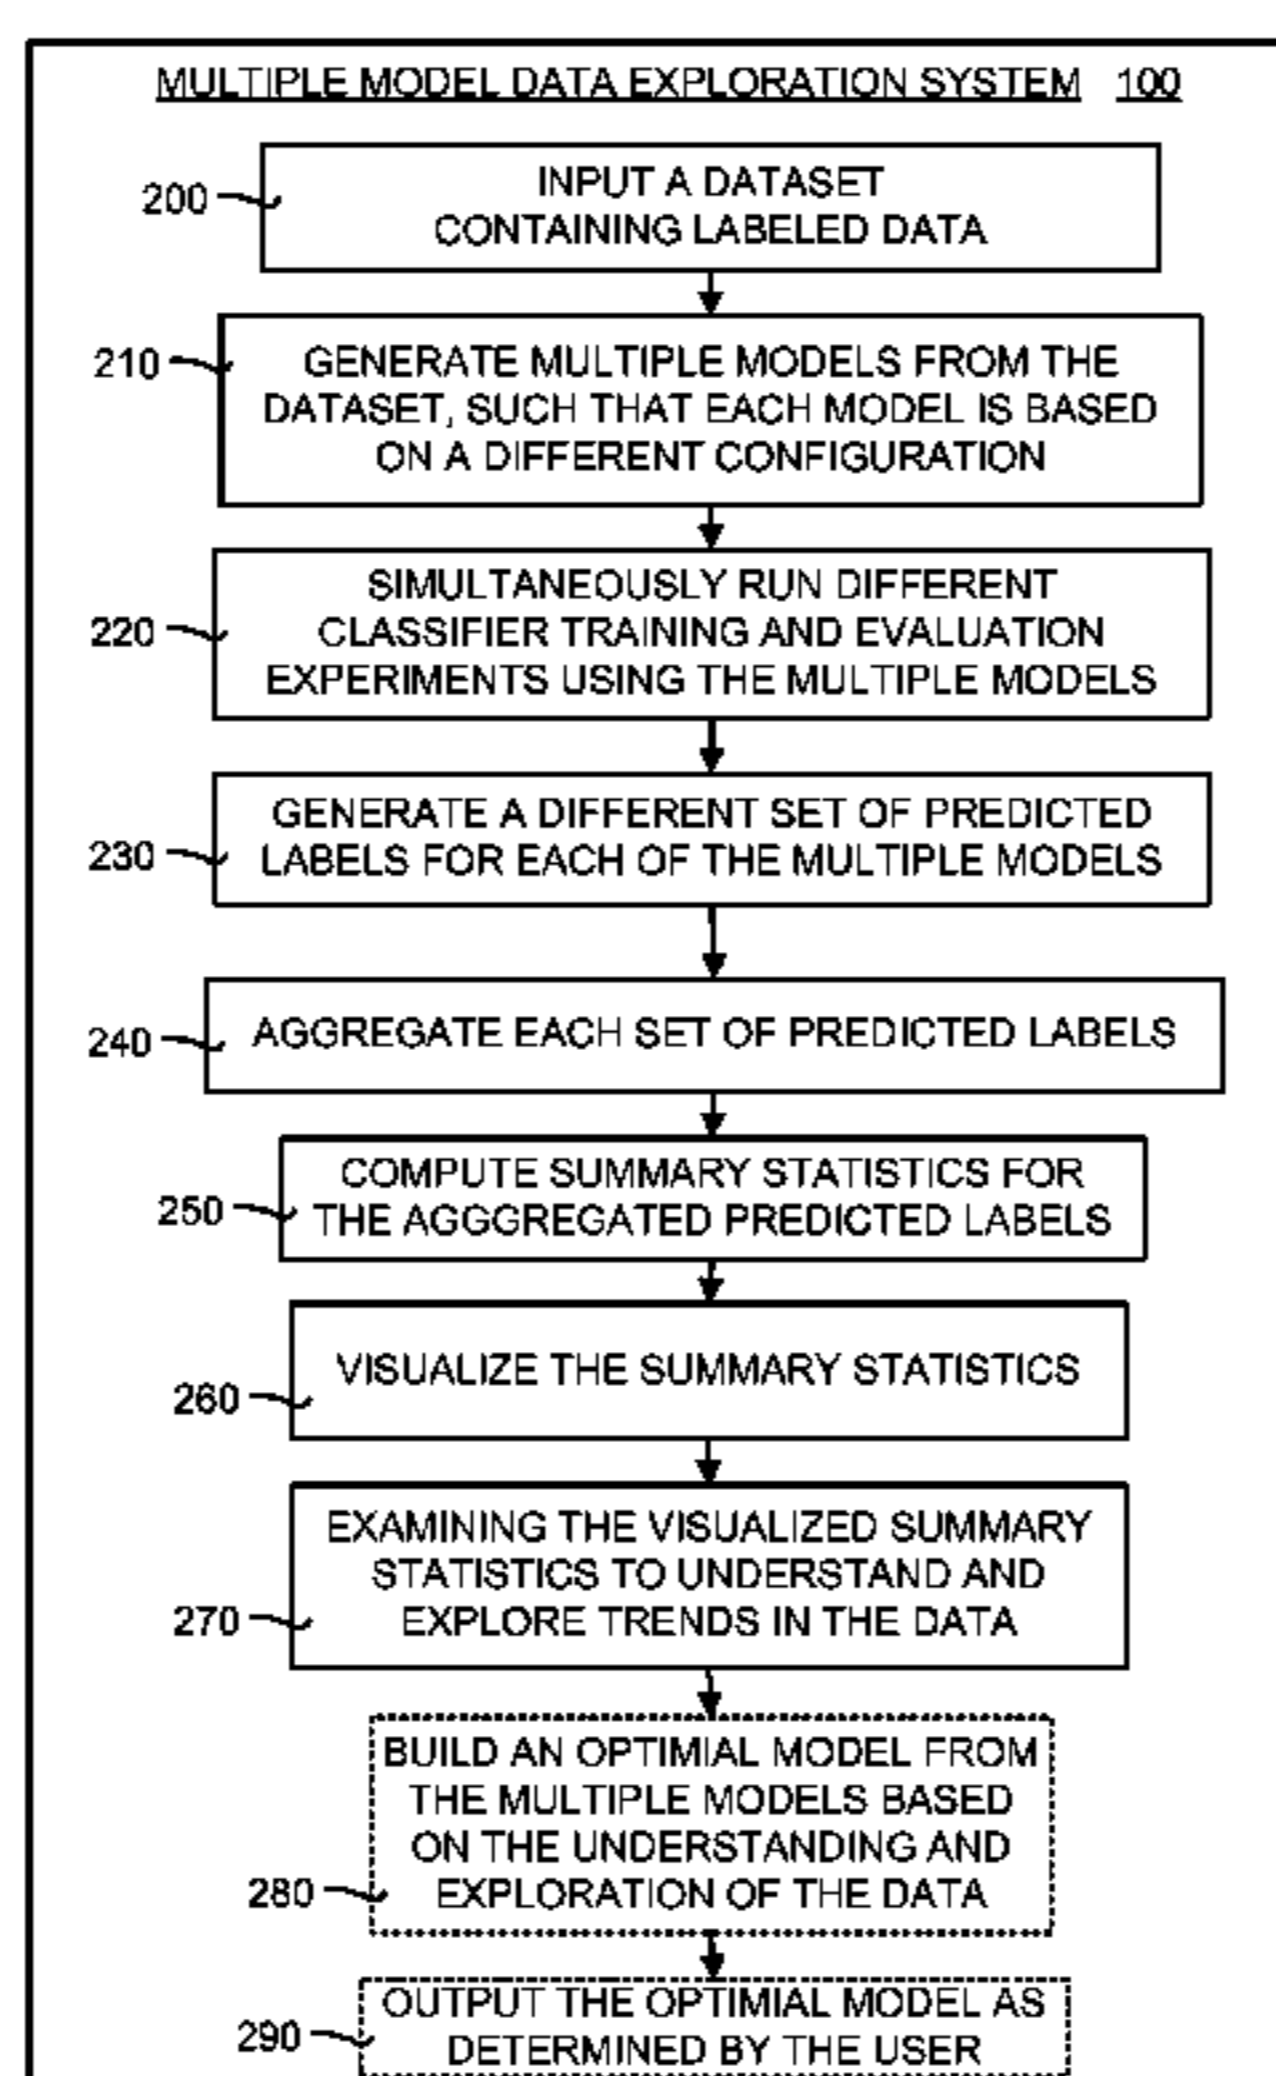 MULTIPLE MODEL DATA EXPLORATION SYSTEM 100
200
INPUT A DATASET
CONTAINING LABELED DATA
210
GENERATE MULTIPLE MODELS FROM THE
DATASET, SUCH THAT EACH MODEL IS BASED
ON A DIFFERENT CONFIGURATION
220
SIMULTANEOUSLY RUN DIFFERENT
CLASSIFIER TRAINING AND EVALUATION
EXPERIMENTS USING THE MULTIPLE MODELS
230
GENERATE A DIFFERENT SET OF PREDICTED
LABELS FOR EACH OF THE MULTIPLE MODELS
240
AGGREGATE EACH SET OF PREDICTED LABELS
250
COMPUTE SUMMARY STATISTICS FOR
THE AGGGREGATED PREDICTED LABELS
260
VISUALIZE THE SUMMARY STATISTICS
270
EXAMINING THE VISUALIZED SUMMARY
STATISTICS TO UNDERSTAND AND
EXPLORE TRENDS IN THE DATA
280
BUILD AN OPTIMIAL MODEL FROM
THE MULTIPLE MODELS BASED
ON THE UNDERSTANDING AND
EXPLORATION OF THE DATA
290
OUTPUT THE OPTIMIAL MODEL AS
DETERMINED BY THE USER